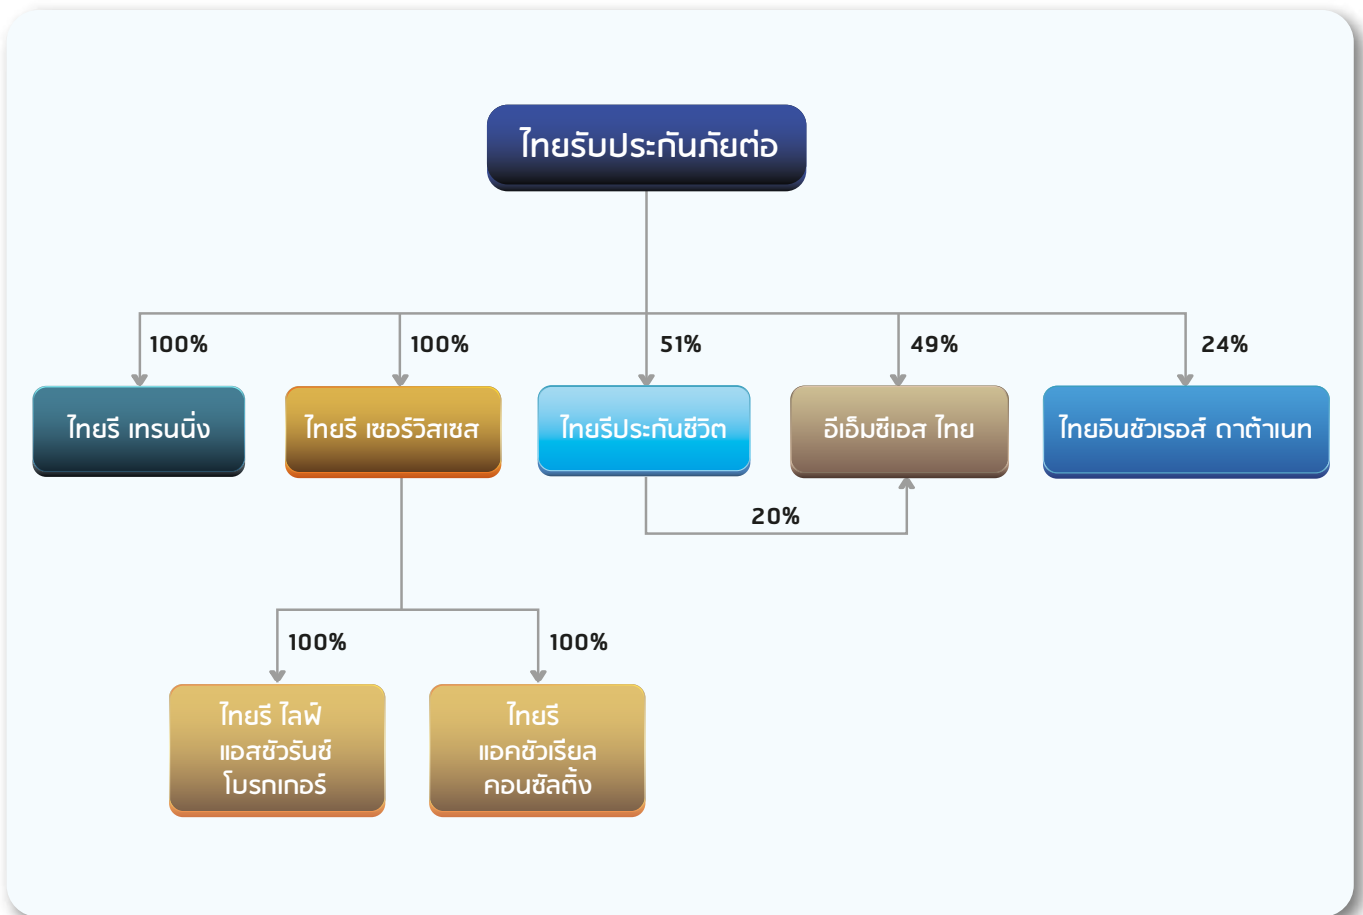 ไทยรับประกันภัยต่อ
100%
100%
51%
49%
24%
ไทยรี เทรนนิ่ง
ไทยรี เซอร์วิสเซส
ไทยรีประกันชีวิต
อีเอ็มซีเอส ไทย
ไทยอินชัวเรอส์ ดาต้าเนท
20%
100%
100%
ไทยรี ไลฟ์
แอสชัวรันซ์
โบรกเกอร์
ไทยรี
แอคชัวเรียล
คอนซัลติ้ง